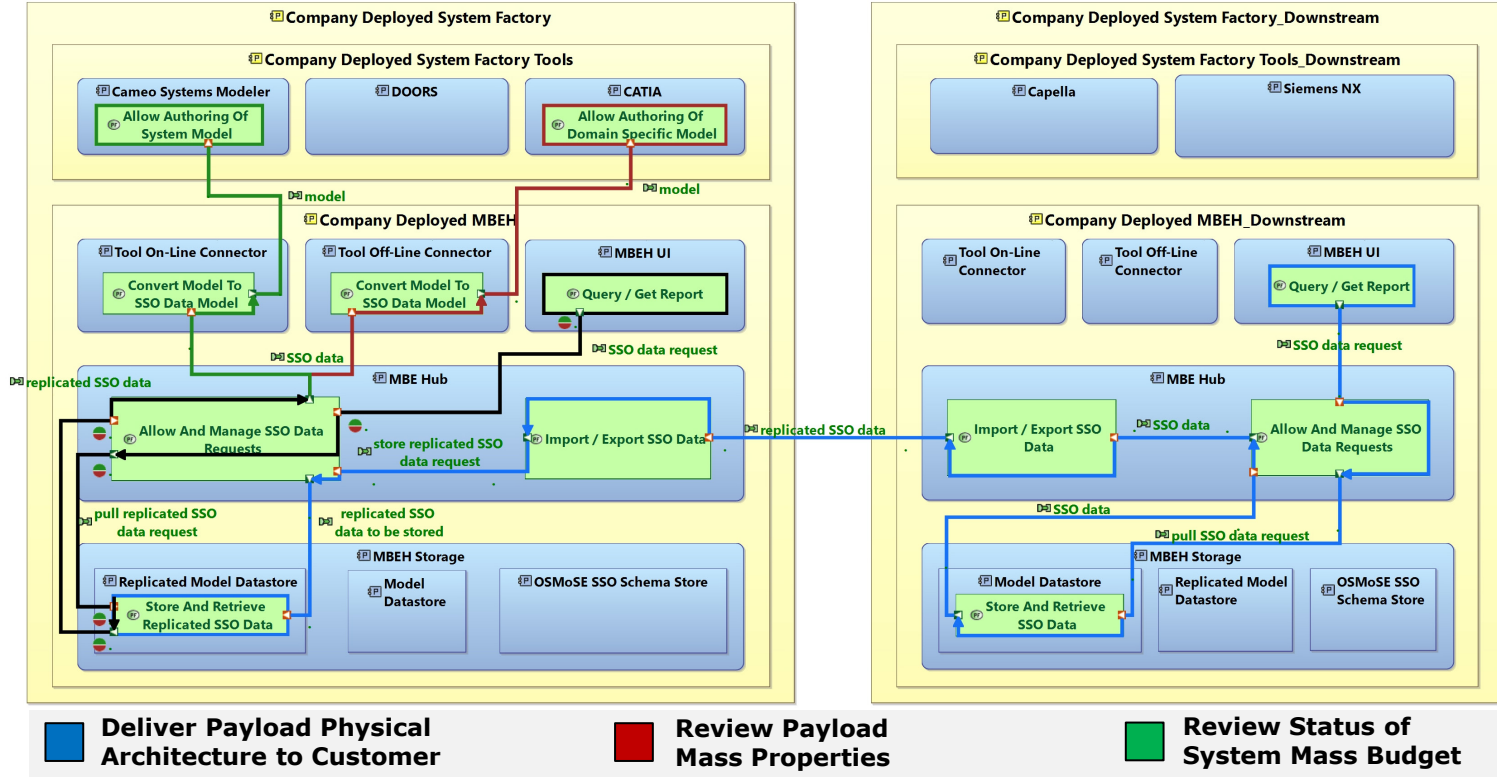 Company Deployed System Factory
Company Deployed System Factory Tools
Cameo Systems Modeler
Allow Authoring Of
System Model
DOORS
CATIA
Allow Authoring Of
Domain Specific Model
model
model
Company Deployed MBEH
Tool On-Line Connector
Convert Model To
SSO Data Model
Tool Off-Line Connector
Convert Model To
SSO Data Model
MBEH UI
Query / Get Report
SSO data
SSO data request
replicated SSO data
MBE Hub
Allow And Manage SSO Data
Requests
store replicated SSO
data request
Import / Export SSO Data
pull replicated SSO
data request
replicated SSO
data to be stored
MBEH Storage
Replicated Model Datastore
Store And Retrieve
Replicated SSO Data
Model
Datastore
OSMoSE SSO Schema Store
replicated SSO data
Company Deployed System Factory_Downstream
Company Deployed System Factory Tools_Downstream
Capella
Siemens NX
Company Deployed MBEH_Downstream
Tool On-Line
Connector
Tool Off-Line
Connector
MBEH UI
Query / Get Report
SSO data request
MBE Hub
Import / Export SSO
Data
SSO data
Allow And Manage SSO
Data Requests
SSO data
pull SSO data request
MBEH Storage
Model Datastore
Store And Retrieve
SSO Data
Replicated Model
Datastore
OSMoSE SSO
Schema Store
Deliver Payload Physical
Architecture to Customer
Review Payload
Mass Properties
Review Status of
System Mass Budget